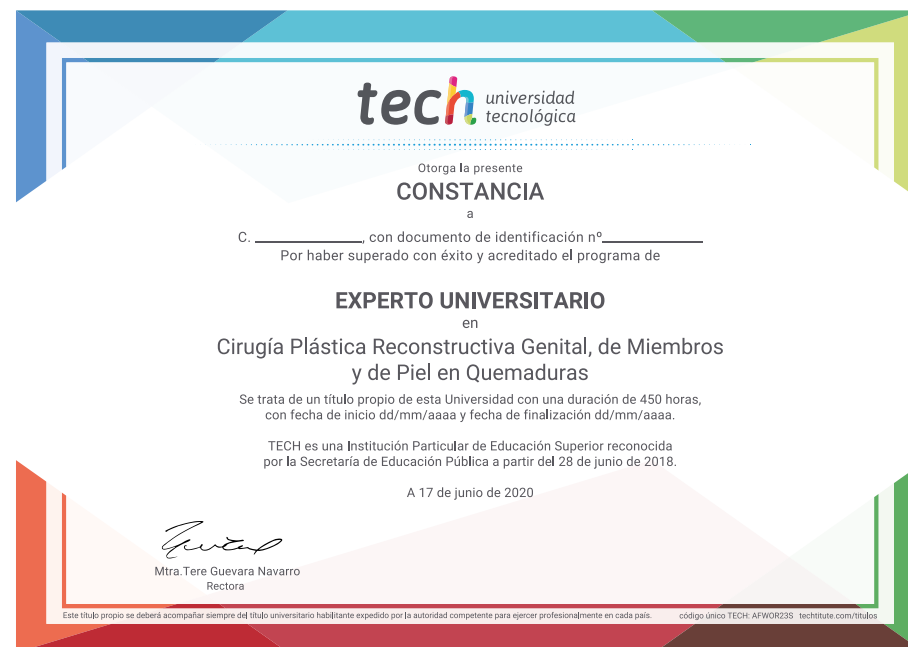 tech universidad
tecnológica
Otorga la presente
CONSTANCIA
a
C. ____________, con documento de identificación nº____________
Por haber superado con éxito y acreditado el programa de
EXPERTO UNIVERSITARIO
en
Cirugía Plástica Reconstructiva Genital, de Miembros
y de Piel en Quemaduras
Se trata de un título propio de esta Universidad con una duración de 450 horas,
con fecha de inicio dd/mm/aaaa y fecha de finalización dd/mm/aaaa.
TECH es una Institución Particular de Educación Superior reconocida
por la Secretaría de Educación Pública a partir del 28 de junio de 2018.
A 17 de junio de 2020
Mtra.Tere Guevara Navarro
Rectora
Este título propio se deberá acompañar siempre del título universitario habilitante expedido por la autoridad competente para ejercer profesionalmente en cada país. código único TECH: AFWOR23S techtitute.com/titulos